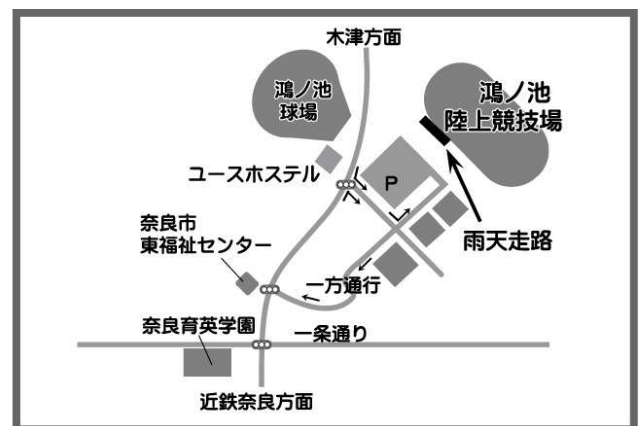 木津方面
鴻ノ池
球場
鴻ノ池
陸上競技場
ユースホステル
P
雨天走路
奈良市
東福祉センター
一方通行
奈良育英学園
一条通り
近鉄奈良方面